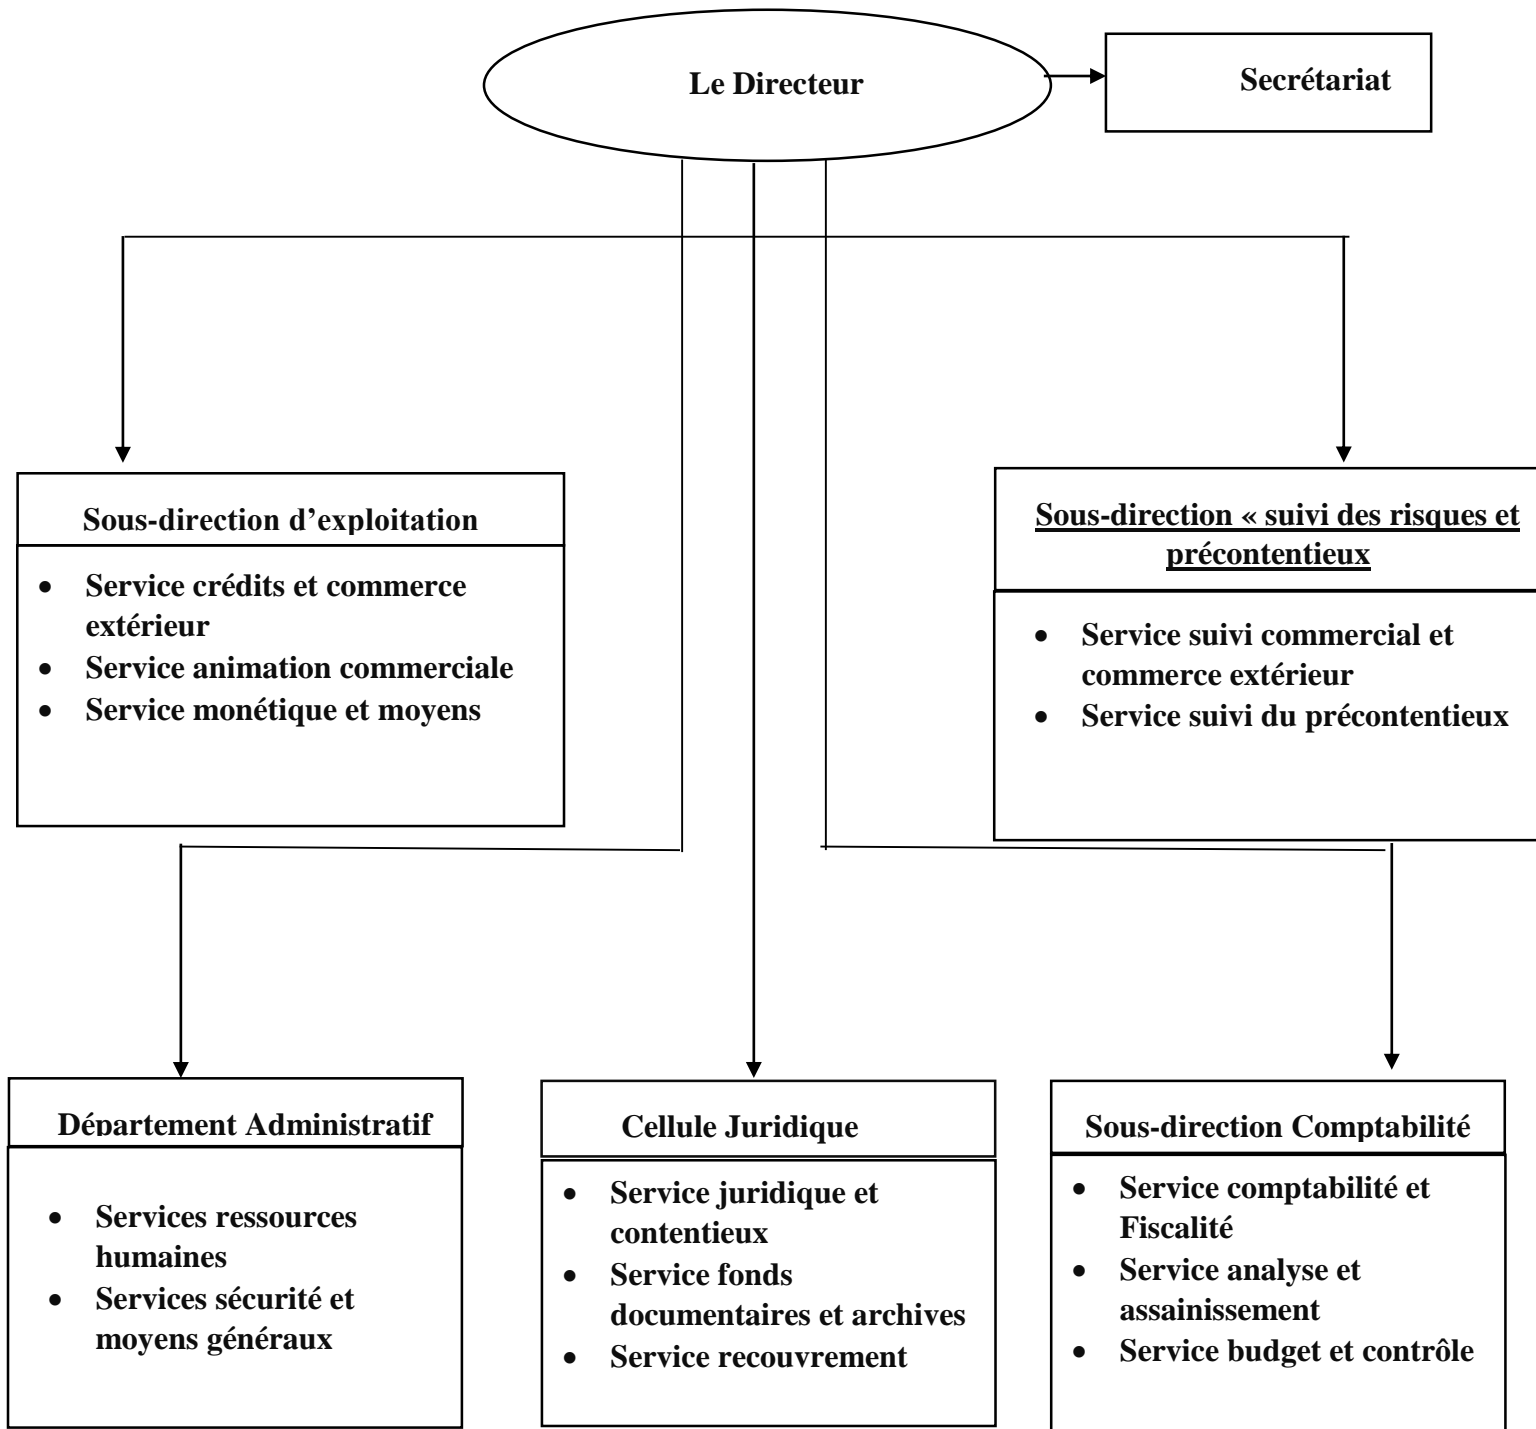 Le Directeur
Secrétariat
Sous-direction d’exploitation
• Service crédits et commerce
extérieur
• Service animation commerciale
• Service monétique et moyens
Sous-direction « suivi des risques et
précontentieux
• Service suivi commercial et
commerce extérieur
• Service suivi du précontentieux
Département Administratif
• Services ressources
humaines
• Services sécurité et
moyens généraux
Cellule Juridique
• Service juridique et
contentieux
• Service fonds
documentaires et archives
• Service recouvrement
Sous-direction Comptabilité
• Service comptabilité et
Fiscalité
• Service analyse et
assainissement
• Service budget et contrôle